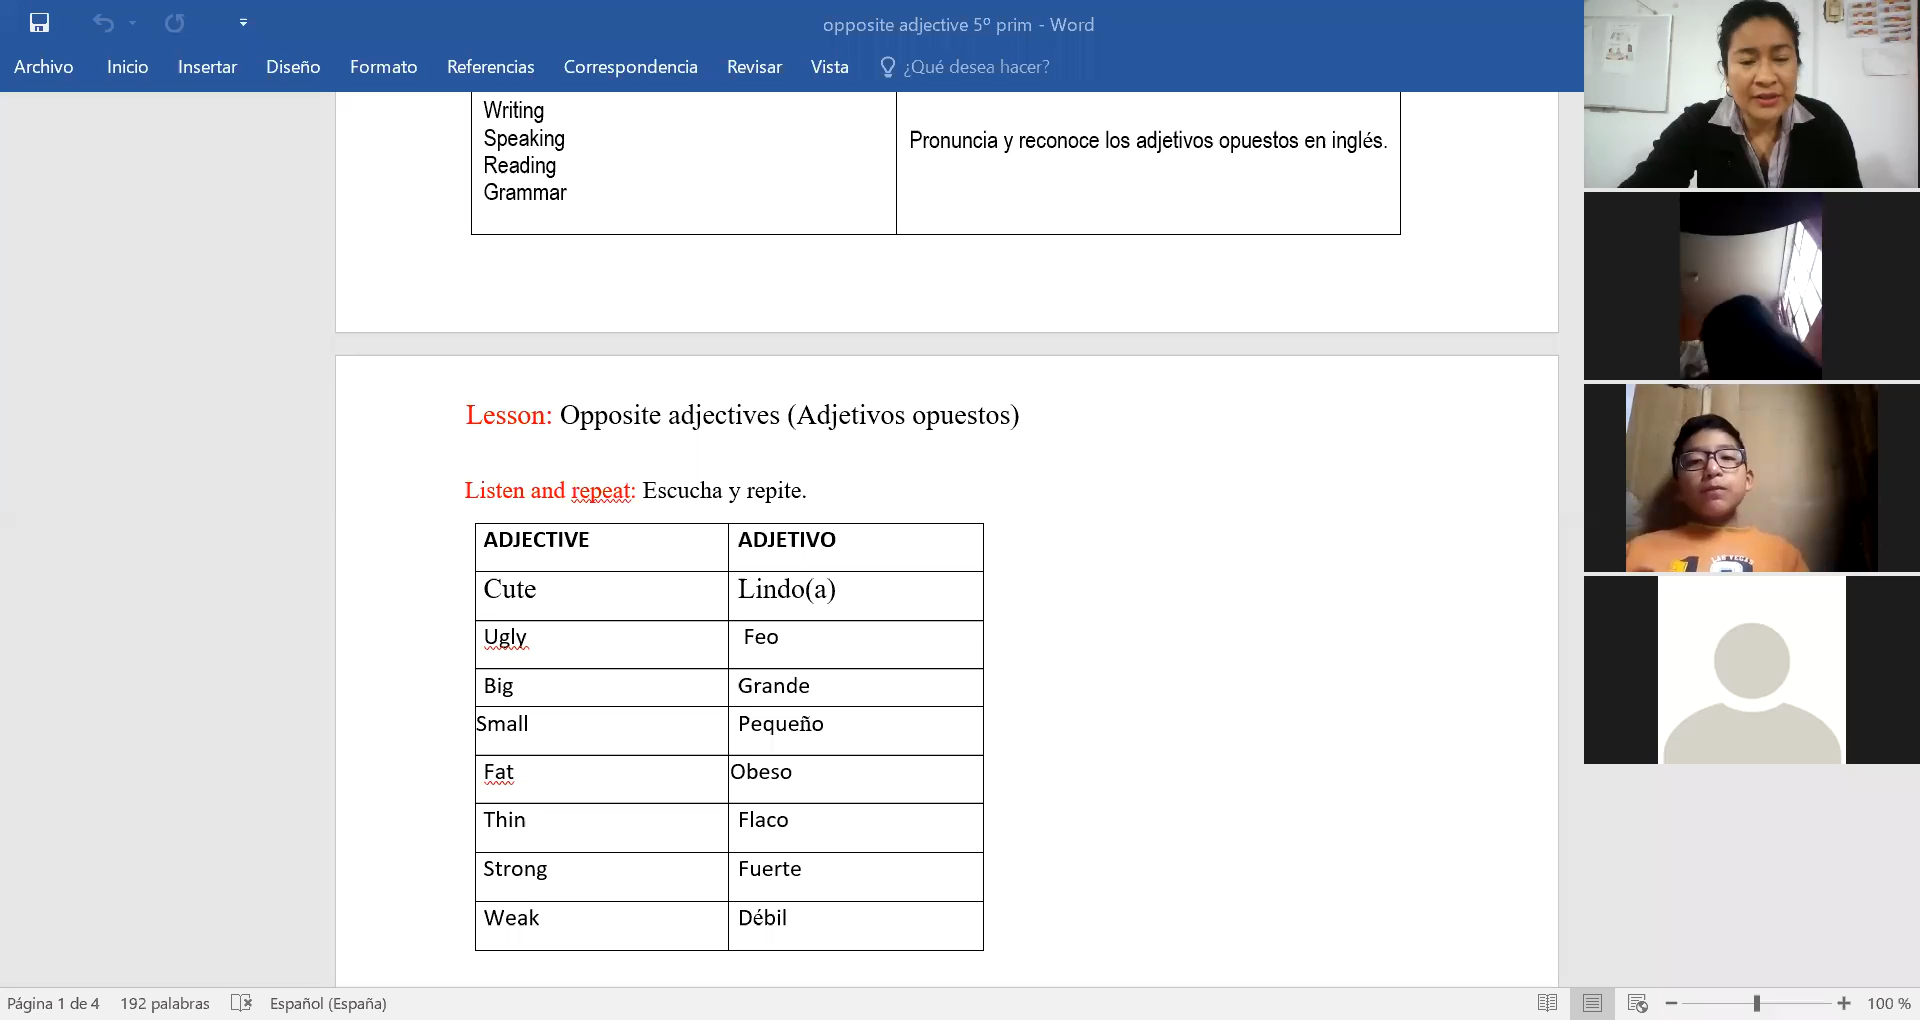 opposite adjective 5º prim - Word
Archivo Inicio Insertar Diseño Formato Referencias Correspondencia Revisar Vista ¿Qué desea hacer?
Writing
Speaking
Reading
Grammar
Pronuncia y reconoce los adjetivos opuestos en inglés.
Lesson: Opposite adjectives (Adjetivos opuestos)
Listen and repeat: Escucha y repite.
ADJECTIVE ADJETIVO
Cute Lindo(a)
Ugly Feo
Big Grande
Small Pequeño
Fat Obeso
Thin Flaco
Strong Fuerte
Weak Débil
LAS VEGAS
Página 1 de 4 192 palabras Español (España) 100 %